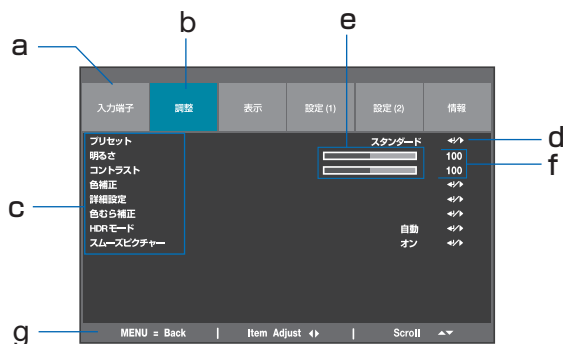 e
b
a
入力端子 調整 表示 設定 (1) 設定 (2) 情報
プリセット スタンダード d
明るさ 100 f
コントラスト 100
色補正
詳細設定
c
色むら補正
HDRモード 自動
スムーズピクチャー オン
g MENU = Back | Item Adjust | Scroll